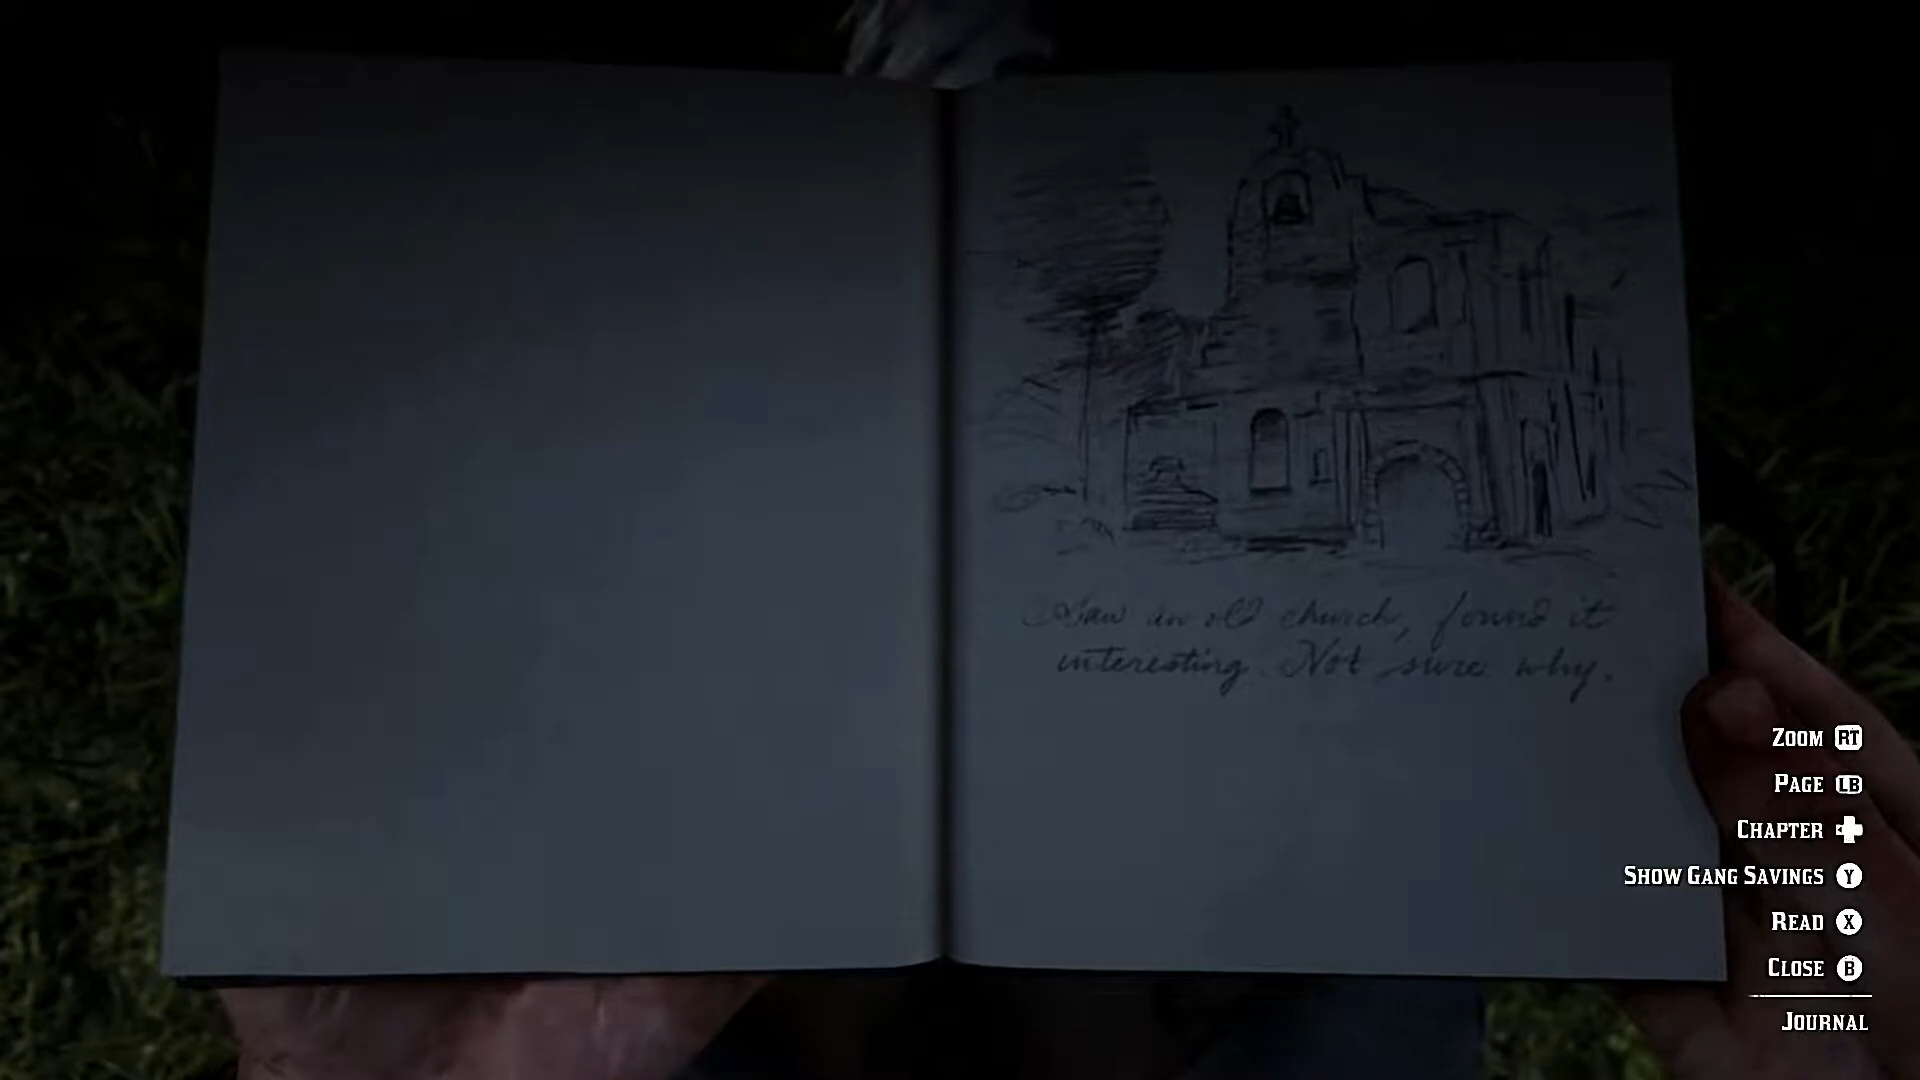 Saw an old church, found it
interesting. Not sure why.
ZOOM RT
PAGE LB
CHAPTER
SHOW GANG SAVINGS Y
READ X
CLOSE B
JOURNAL